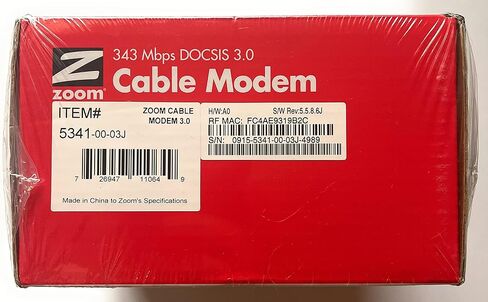 343 Mbps DOCSIS 3.0
Z
zoom
Cable Modem
ITEM#
5341-00-03J
ZOOM CABLE
MODEM 3.0
7 26947 11064 9
Made in China to Zoom's Specifications
H/W:A0 S/W Rev:5.5.8.6J
RF MAC: FC4AE9319B2C
S/N: 0915-5341-00-03J-4989